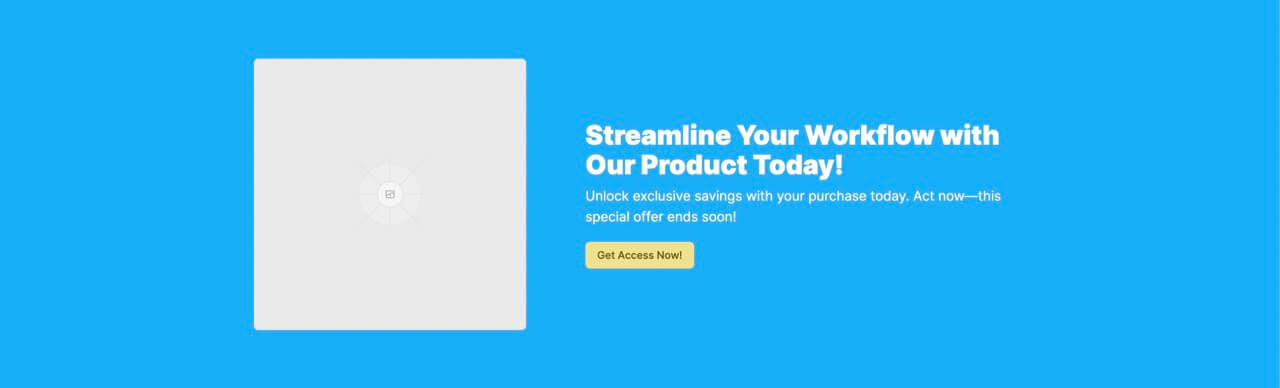 Streamline Your Workflow with
Our Product Today!
Unlock exclusive savings with your purchase today. Act now—this
special offer ends soon!
Get Access Now!